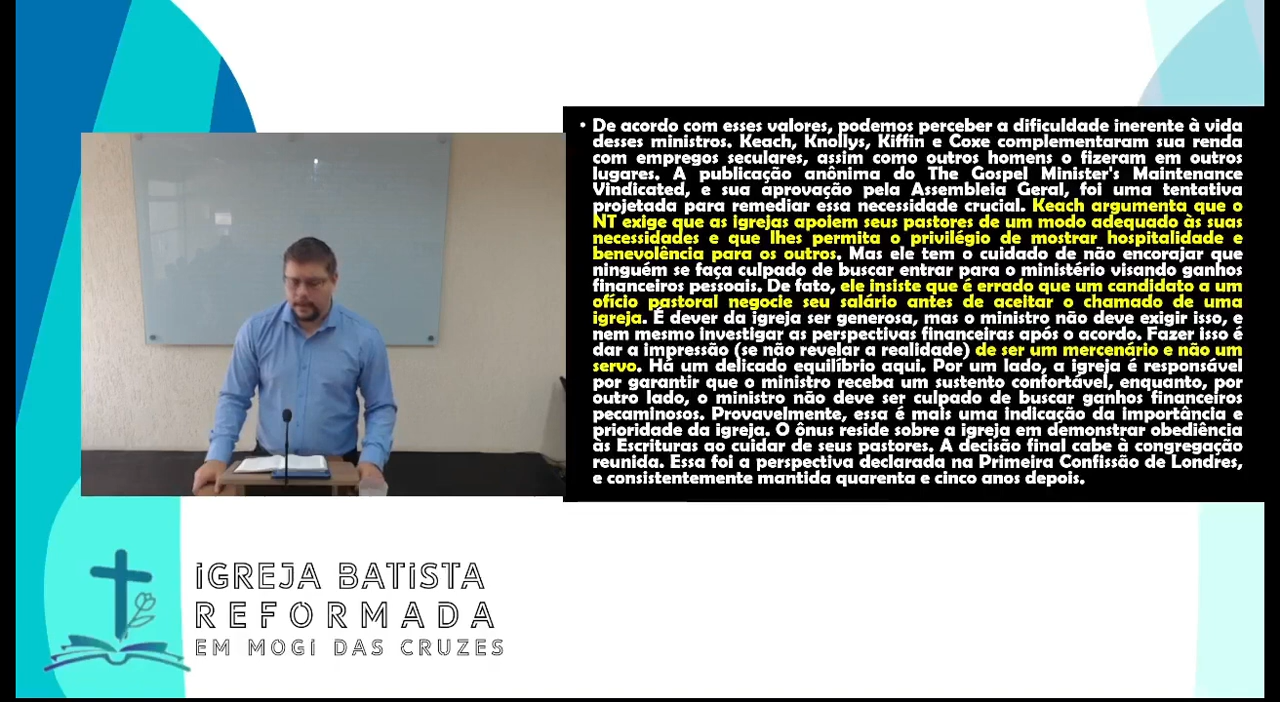 • De acordo com esses valores, podemos perceber a dificuldade inerente à vida
desses ministros. Keach, Knollys, Kiffin e Coxe complementaram sua renda
com empregos seculares, assim como outros homens o fizeram em outros
lugares. A publicação anônima do The Gospel Minister's Maintenance
Vindicated, e sua aprovação pela Assembleia Geral, foi uma tentativa
projetada para remediar essa necessidade crucial. Keach argumenta que o
NT exige que as igrejas apoiem seus pastores de um modo adequado às suas
necessidades e que lhes permita o privilégio de mostrar hospitalidade e
benevolência para os outros. Mas ele tem o cuidado de não encorajar que
ninguém se faça culpado de buscar entrar para o ministério visando ganhos
financeiros pessoais. De fato, ele insiste que é errado que um candidato a um
ofício pastoral negocie seu salário antes de aceitar o chamado de uma
igreja. É dever da igreja ser generosa, mas o ministro não deve exigir isso, e
nem mesmo investigar as perspectivas financeiras após o acordo. Fazer isso é
dar a impressão (se não revelar a realidade) de ser um mercenário e não um
servo. Há um delicado equilíbrio aqui. Por um lado, a igreja é responsável
por garantir que o ministro receba um sustento confortável, enquanto, por
outro lado, o ministro não deve ser culpado de buscar ganhos financeiros
pecaminosos. Provavelmente, essa é mais uma indicação da importância e
prioridade da igreja. O ônus reside sobre a igreja em demonstrar obediência
às Escrituras ao cuidar de seus pastores. A decisão final cabe à congregação
reunida. Essa foi a perspectiva declarada na Primeira Confissão de Londres,
e consistentemente mantida quarenta e cinco anos depois.
IGREJA BATISTA
REFORMADA
EM MOGI DAS CRUZES